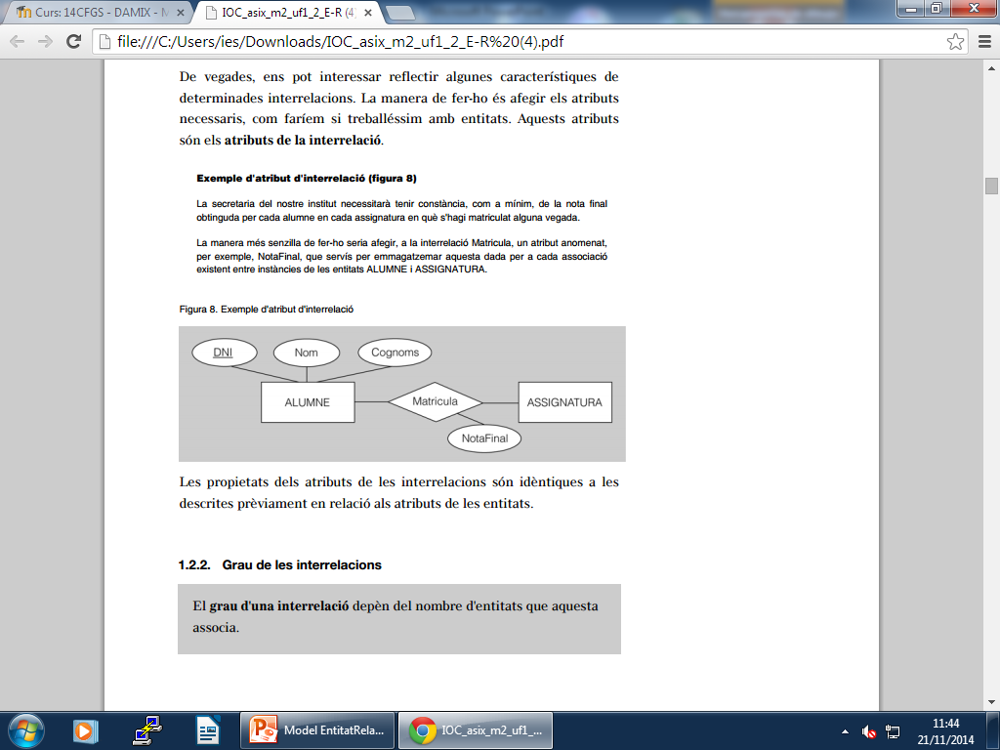 Curs: 14CFGS - DAMIX - M
IOC_asix_m2_uf1_2_E-R (4)
file:///C:/Users/ies/Downloads/IOC_asix_m2_uf1_2_E-R%20(4).pdf
De vegades, ens pot interessar reflectir algunes característiques de
determinades interrelacions. La manera de fer-ho és afegir els atributs
necessaris, com faríem si treballéssim amb entitats. Aquests atributs
són els atributs de la interrelació.
Exemple d'atribut d'interrelació (figura 8)
La secretaria del nostre institut necessitarà tenir constància, com a mínim, de la nota final
obtinguda per cada alumne en cada assignatura en què s'hagi matriculat alguna vegada.
La manera més senzilla de fer-ho seria afegir, a la interrelació Matricula, un atribut anomenat,
per exemple, NotaFinal, que servís per emmagatzemar aquesta dada per a cada associació
existent entre instàncies de les entitats ALUMNE i ASSIGNATURA.
Figura 8. Exemple d'atribut d'interrelació
DNI
Nom
Cognoms
ALUMNE
Matricula
ASSIGNATURA
NotaFinal
Les propietats dels atributs de les interrelacions són idèntiques a les
descrites prèviament en relació als atributs de les entitats.
1.2.2. Grau de les interrelacions
El grau d'una interrelació depèn del nombre d'entitats que aquesta
associa.
Model EntitatRela...
IOC_asix_m2_uf1_...
11:44
21/11/2014